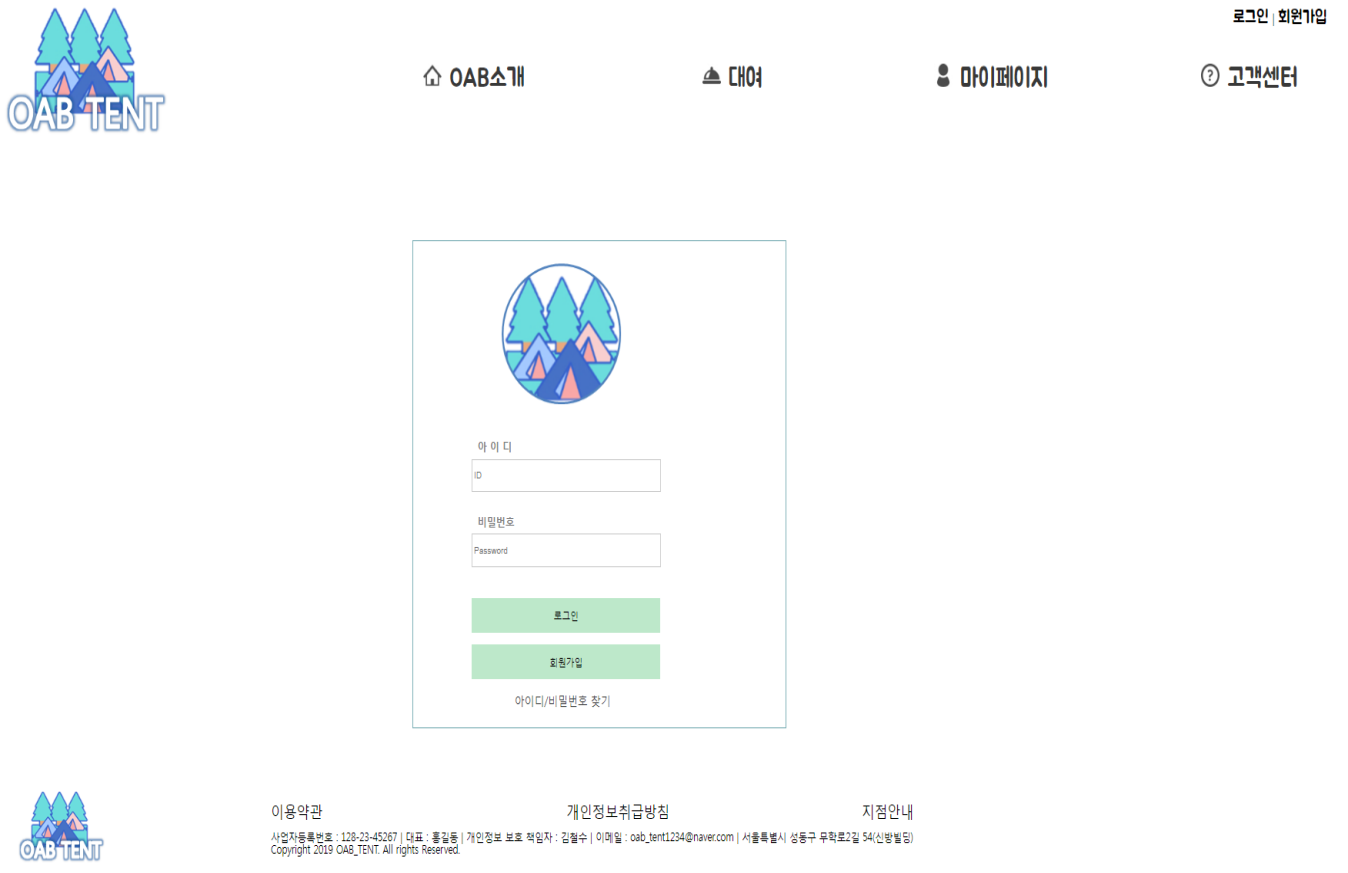 로그인 | 회원가입
OAB TENT
OAB소개
대여
마이페이지
고객센터
아 이 디
ID
비밀번호
Password
로그인
회원가입
아이디/비밀번호 찾기
OAB TENT
이용약관
개인정보취급방침
지점안내
사업자등록번호 : 128-23-45267 | 대표 : 홍길동 | 개인정보 보호 책임자 : 김철수 | 이메일 : oab_tent1234@naver.com | 서울특별시 성동구 무학로2길 54(신방빌딩)
Copyright 2019 OAB_TENT. All rights Reserved.